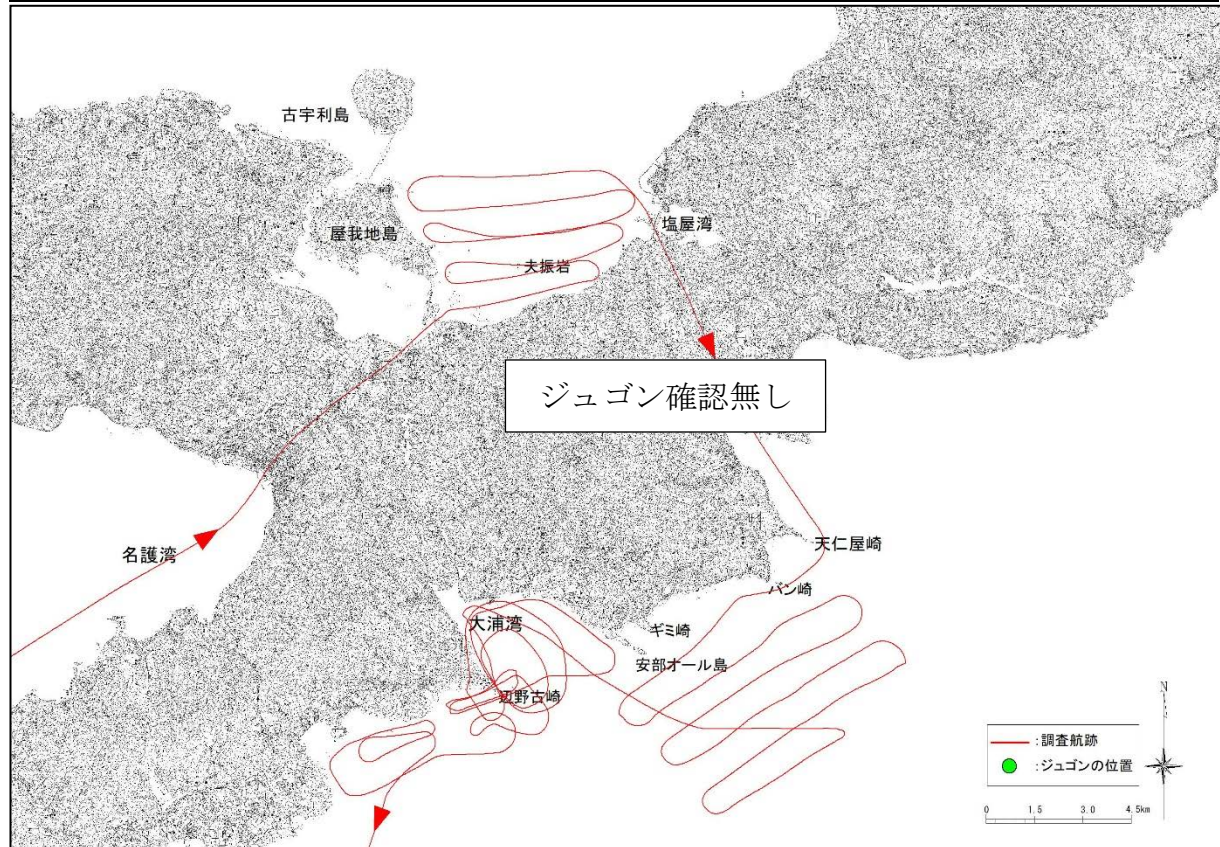 古宇利島
屋我地島
塩屋湾
夫振岩
ジュゴン確認無し
名護湾
天仁屋崎
バン崎
大浦湾
ギミ崎
安部オール島
辺野古崎
N
:調査航跡
:ジュゴンの位置
0 1.5 3.0 4.5km